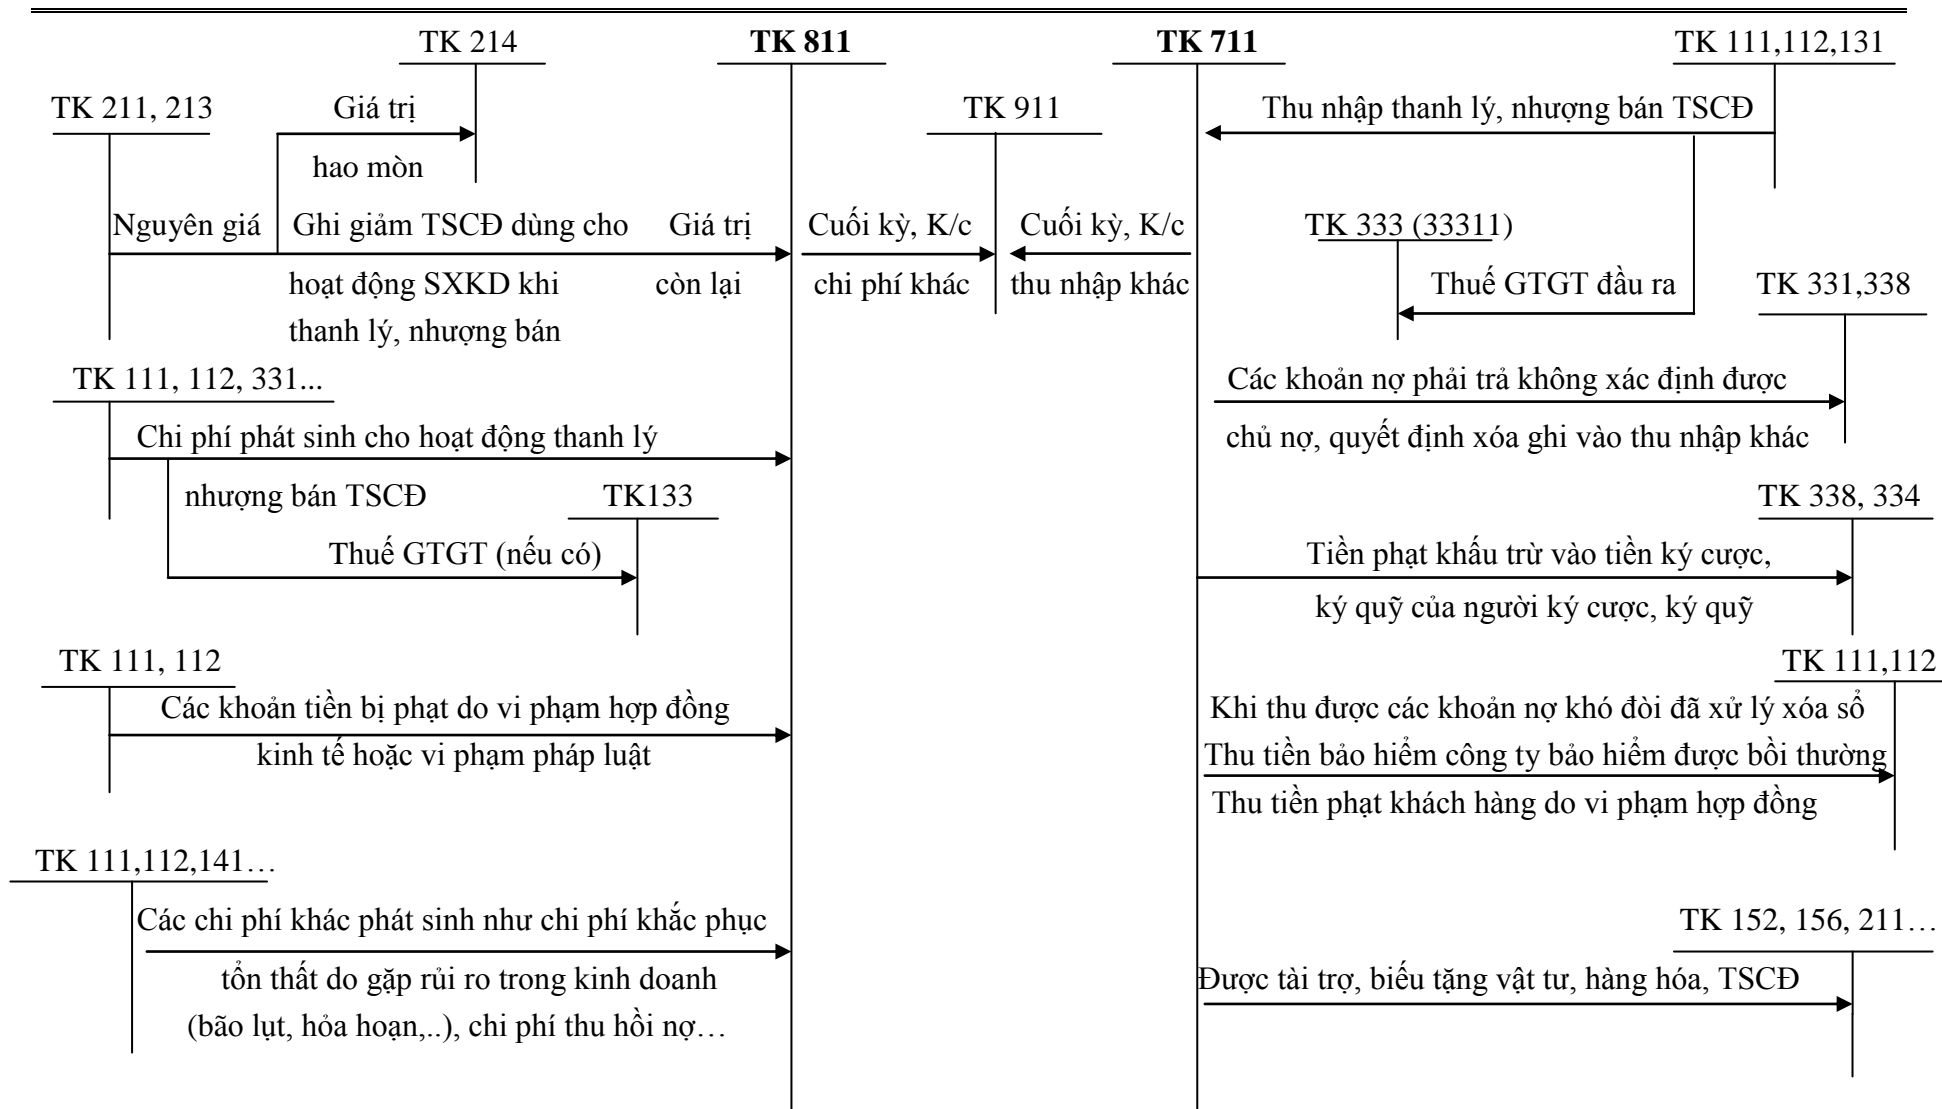 TK 214
TK 811
TK 711
TK 111,112,131
TK 211, 213
Giá trị
hao mòn
TK 911
Thu nhập thanh lý, nhượng bán TSCĐ
Nguyên giá
Ghi giảm TSCĐ dùng cho
hoạt động SXKD khi
thanh lý, nhượng bán
Giá trị
còn lại
Cuối kỳ, K/c
chi phí khác
Cuối kỳ, K/c
thu nhập khác
TK 333 (33311)
Thuế GTGT đầu ra
TK 331,338
TK 111, 112, 331...
Các khoản nợ phải trả không xác định được
chủ nợ, quyết định xóa ghi vào thu nhập khác
Chi phí phát sinh cho hoạt động thanh lý
nhượng bán TSCĐ
TK133
Thuế GTGT (nếu có)
TK 338, 334
Tiền phạt khấu trừ vào tiền ký cược,
ký quỹ của người ký cược, ký quỹ
TK 111, 112
Các khoản tiền bị phạt do vi phạm hợp đồng
kinh tế hoặc vi phạm pháp luật
TK 111,112
Khi thu được các khoản nợ khó đòi đã xử lý xóa sổ
Thu tiền bảo hiểm công ty bảo hiểm được bồi thường
Thu tiền phạt khách hàng do vi phạm hợp đồng
TK 111,112,141…
Các chi phí khác phát sinh như chi phí khắc phục
tổn thất do gặp rủi ro trong kinh doanh
(bão lụt, hỏa hoạn,..), chi phí thu hồi nợ…
TK 152, 156, 211…
Được tài trợ, biếu tặng vật tư, hàng hóa, TSCĐ